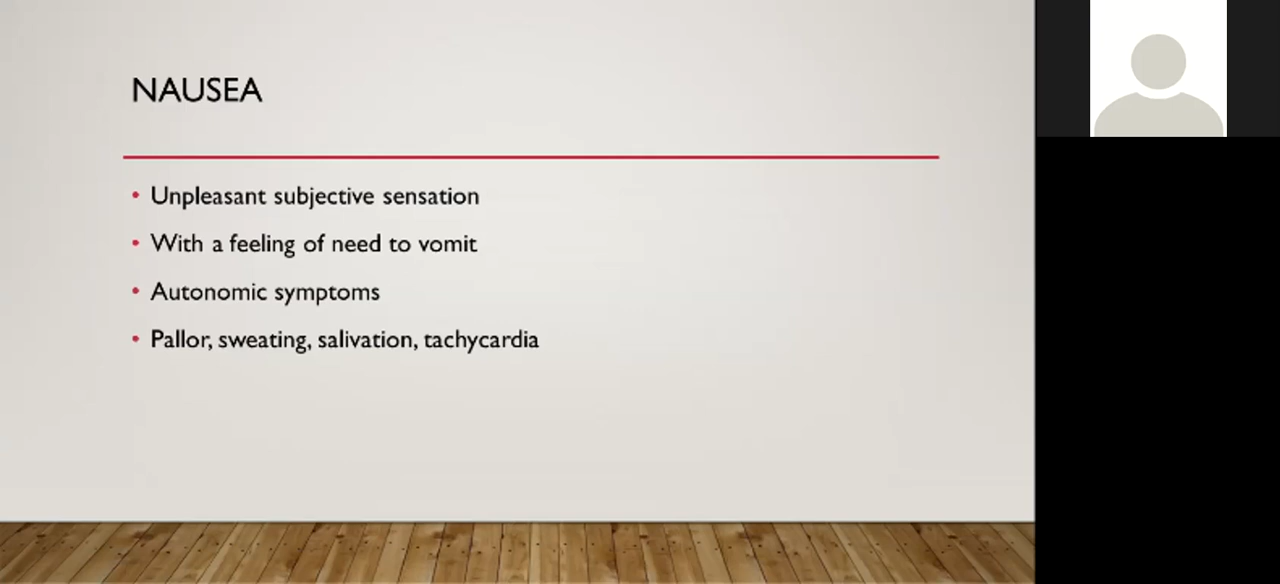 NAUSEA
• Unpleasant subjective sensation
• With a feeling of need to vomit
• Autonomic symptoms
• Pallor, sweating, salivation, tachycardia